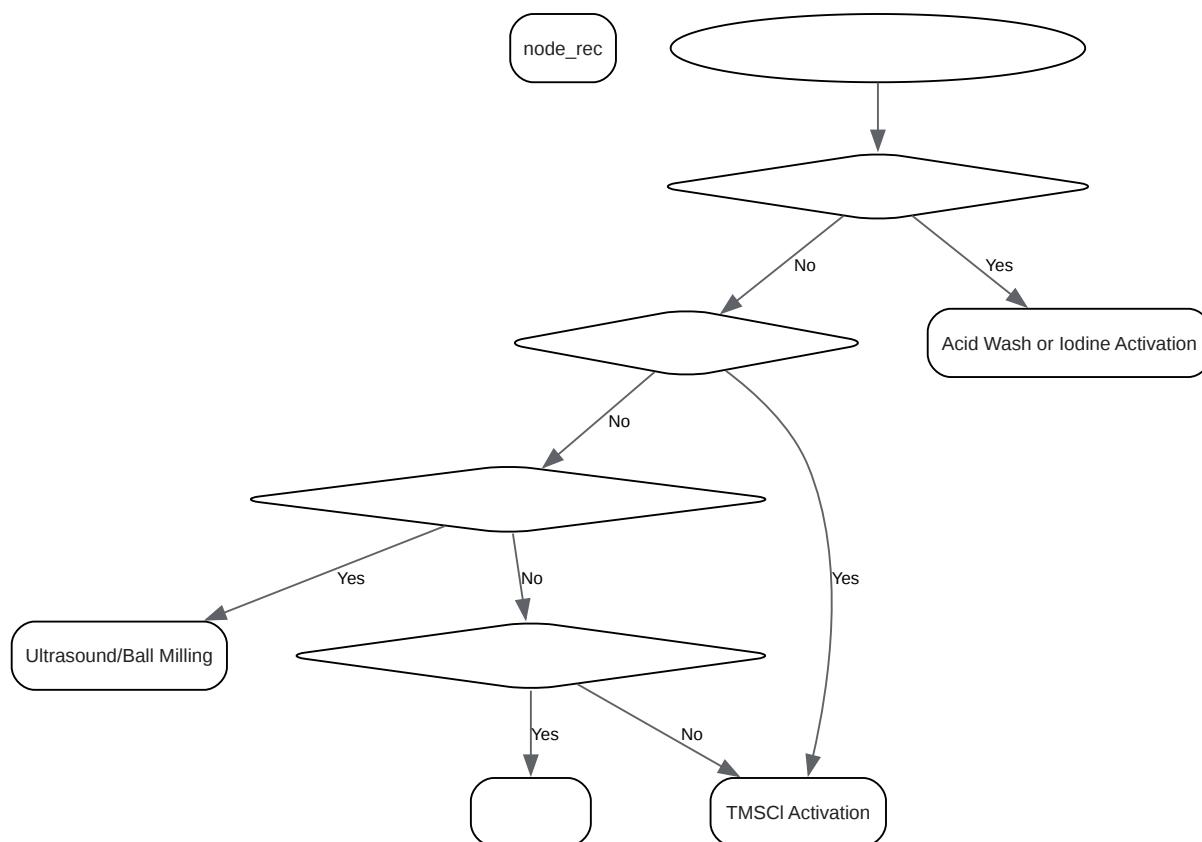 node_rec
No
Yes
Acid Wash or Iodine Activation
No
Yes
No
Yes
Ultrasound/Ball Milling
Yes
No
TMSCl Activation